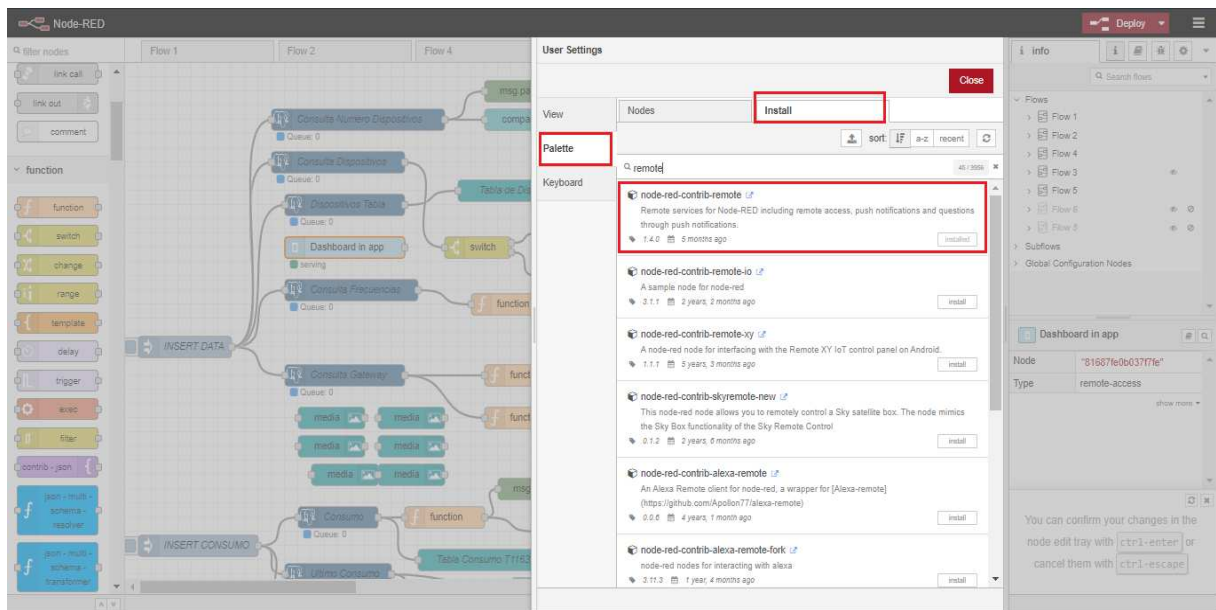 Node-RED
Deploy
filter nodes
link call
link out
comment
function
function
switch
change
range
template
delay
trigger
exec
filter
contrib - json
json - multi -
schema -
resolver
json - multi -
schema -
transformer
Flow 1
Flow 2
Flow 4
Consulta Numero Dispositivos
Queue: 0
msg.pa
compa
Consulta Dispositivos
Queue: 0
Tabla de Dis
Dispositivos Tabla
Queue: 0
Dashboard in app
serving
switch
Consulta Frecuencias
Queue: 0
function
INSERT DATA
Consulta Gateway
Queue: 0
funct
funct
media
media
media
media
media
media
msg
Consumo
Queue: 0
function
INSERT CONSUMO
Tabla Consumo T1163
Ultimo Consumo
User Settings
Close
View
Palette
Keyboard
Nodes
Install
sort:
a-z
recent
remote
node-red-contrib-remote
Remote services for Node-RED including remote access, push notifications and questions
through push notifications.
1.4.0 5 months ago
installed
node-red-contrib-remote-io
A sample node for node-red
3.1.1 2 years, 2 months ago
install
node-red-contrib-remote-xy
A node-red node for interfacing with the Remote XY IoT control panel on Android.
1.1.1 5 years, 3 months ago
install
node-red-contrib-skyremote-new
This node-red node allows you to remotely control a Sky satellite box. The node mimics
the Sky Box functionality of the Sky Remote Control
0.1.2 2 years, 6 months ago
install
node-red-contrib-alexa-remote
An Alexa Remote client for node-red, a wrapper for [Alexa-remote]
(https://github.com/Apollon77/alexa-remote)
0.0.6 4 years, 1 month ago
install
node-red-contrib-alexa-remote-fork
node-red nodes for interacting with alexa
3.11.3 1 year, 4 months ago
install
info
Search flows
Flows
Flow 1
Flow 2
Flow 4
Flow 3
Flow 5
Flow 6
Subflows
Global Configuration Nodes
Dashboard in app
Node
Type
remote-access
show more
You can confirm your changes in the
node edit tray with ctrl-enter or
cancel them with ctrl-escape